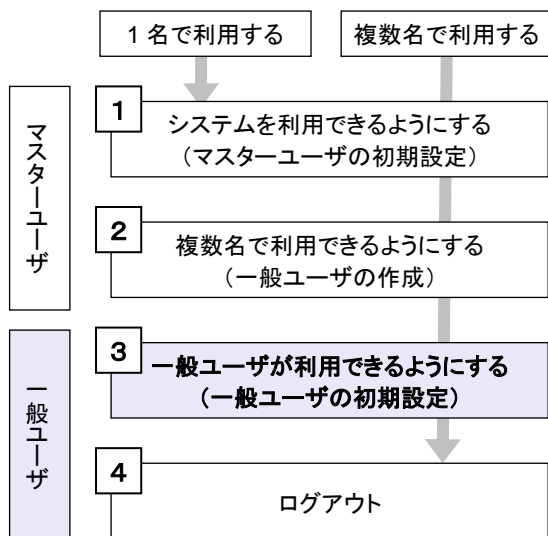 1 名で利用する
複数名で利用する
マスターユーザ
1
システムを利用できるようにする
（マスターユーザの初期設定）
2
複数名で利用できるようにする
（一般ユーザの作成）
一般ユーザ
3
一般ユーザが利用できるようにする
（一般ユーザの初期設定）
4
ログアウト